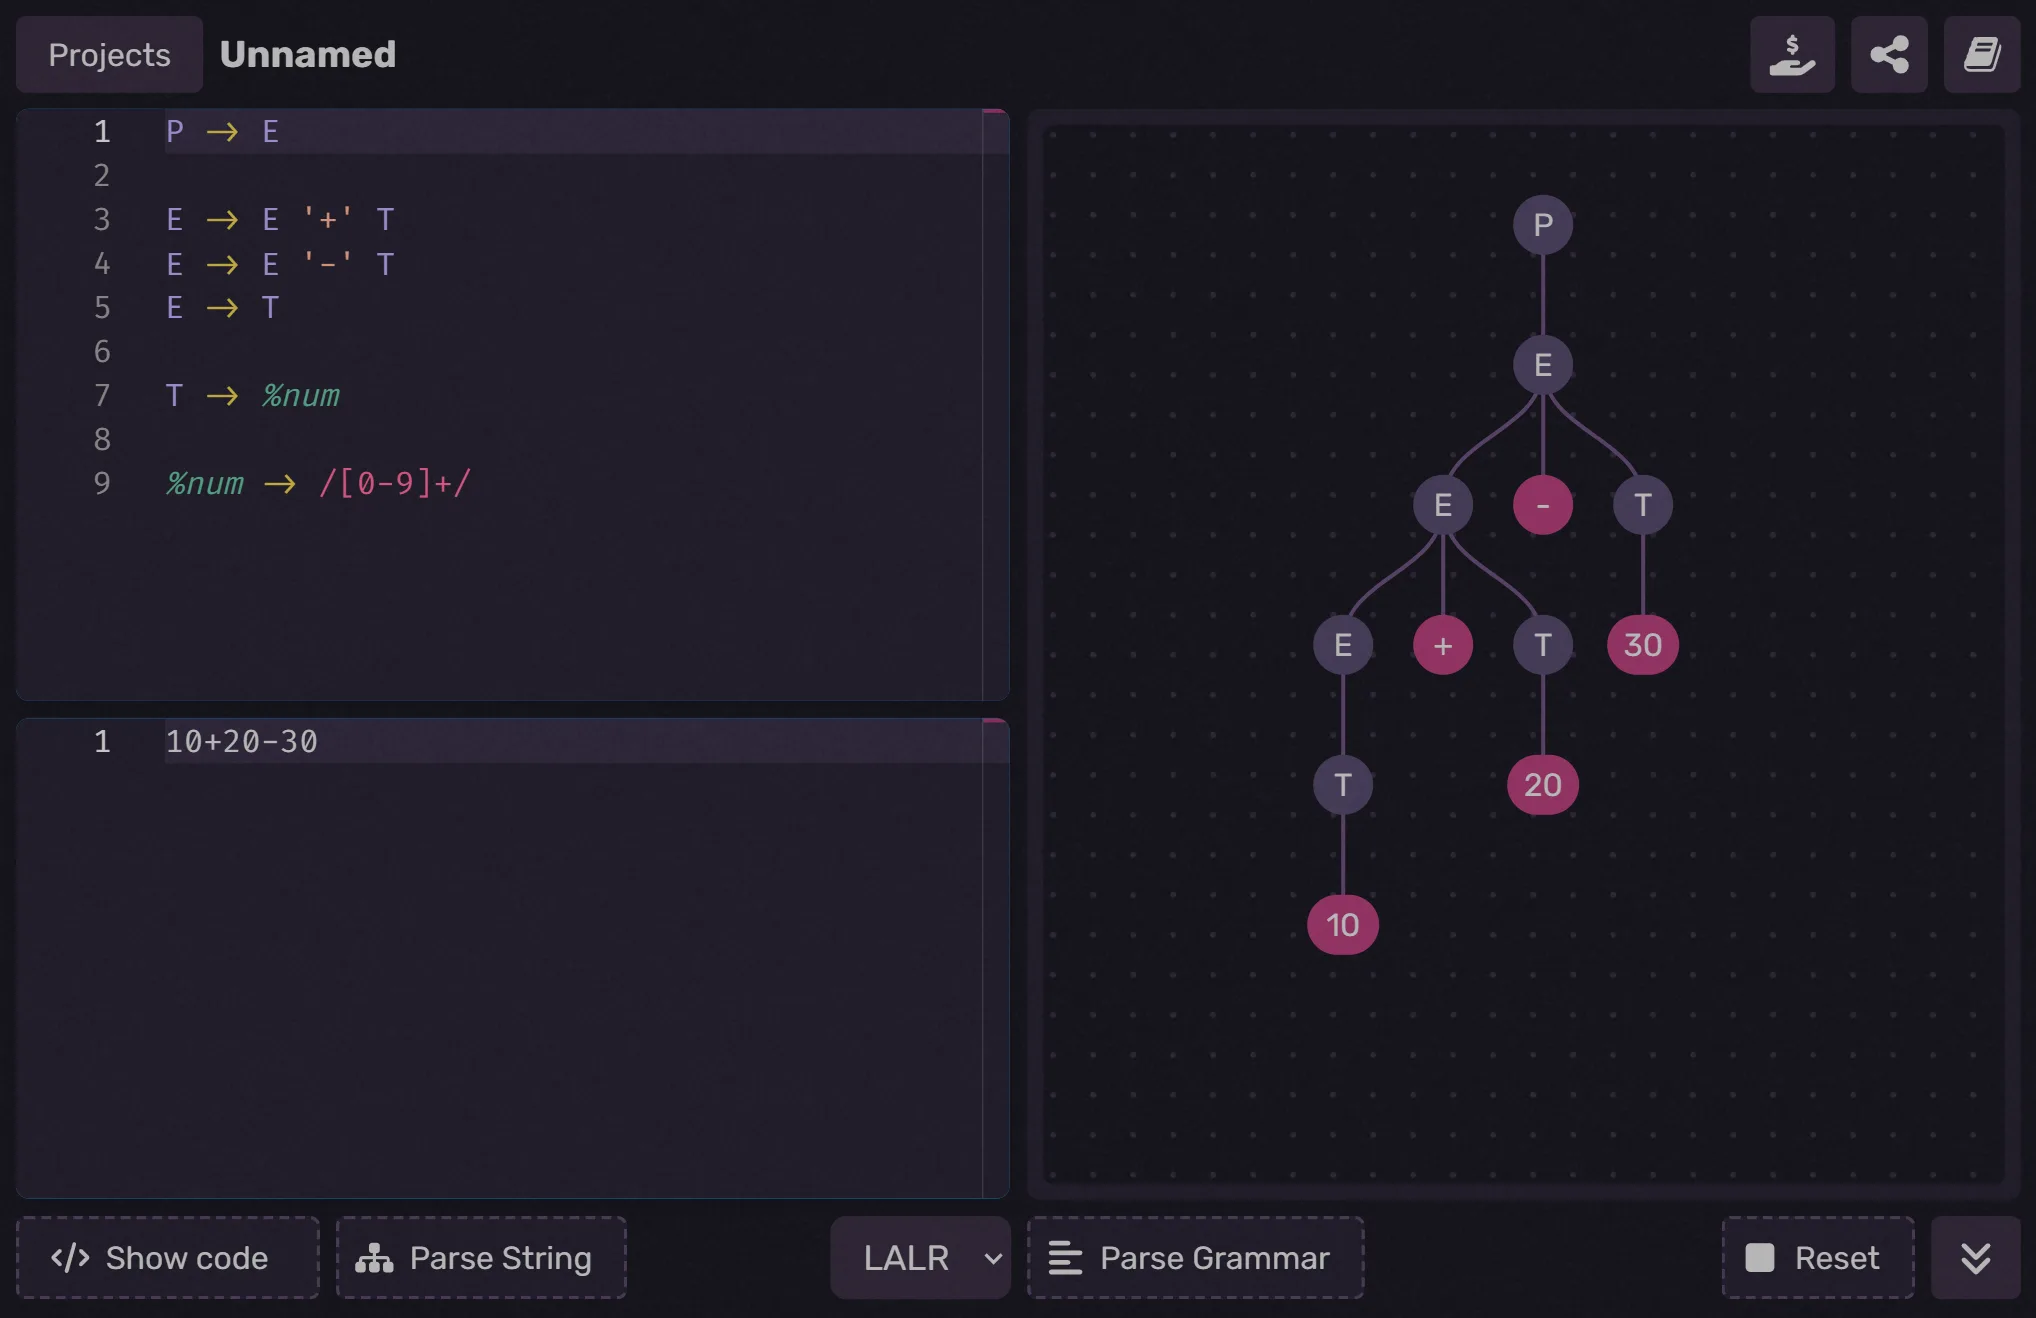 Projects Unnamed
1 P → E
2
3 E → E '+' T
4 E → E '-' T
5 E → T
6
7 T → %num
8
9 %num → /[0-9]+/
1 10+20-30
P
E
E - T
E + T 30
T 20
10
</> Show code Parse String LALR Parse Grammar Reset